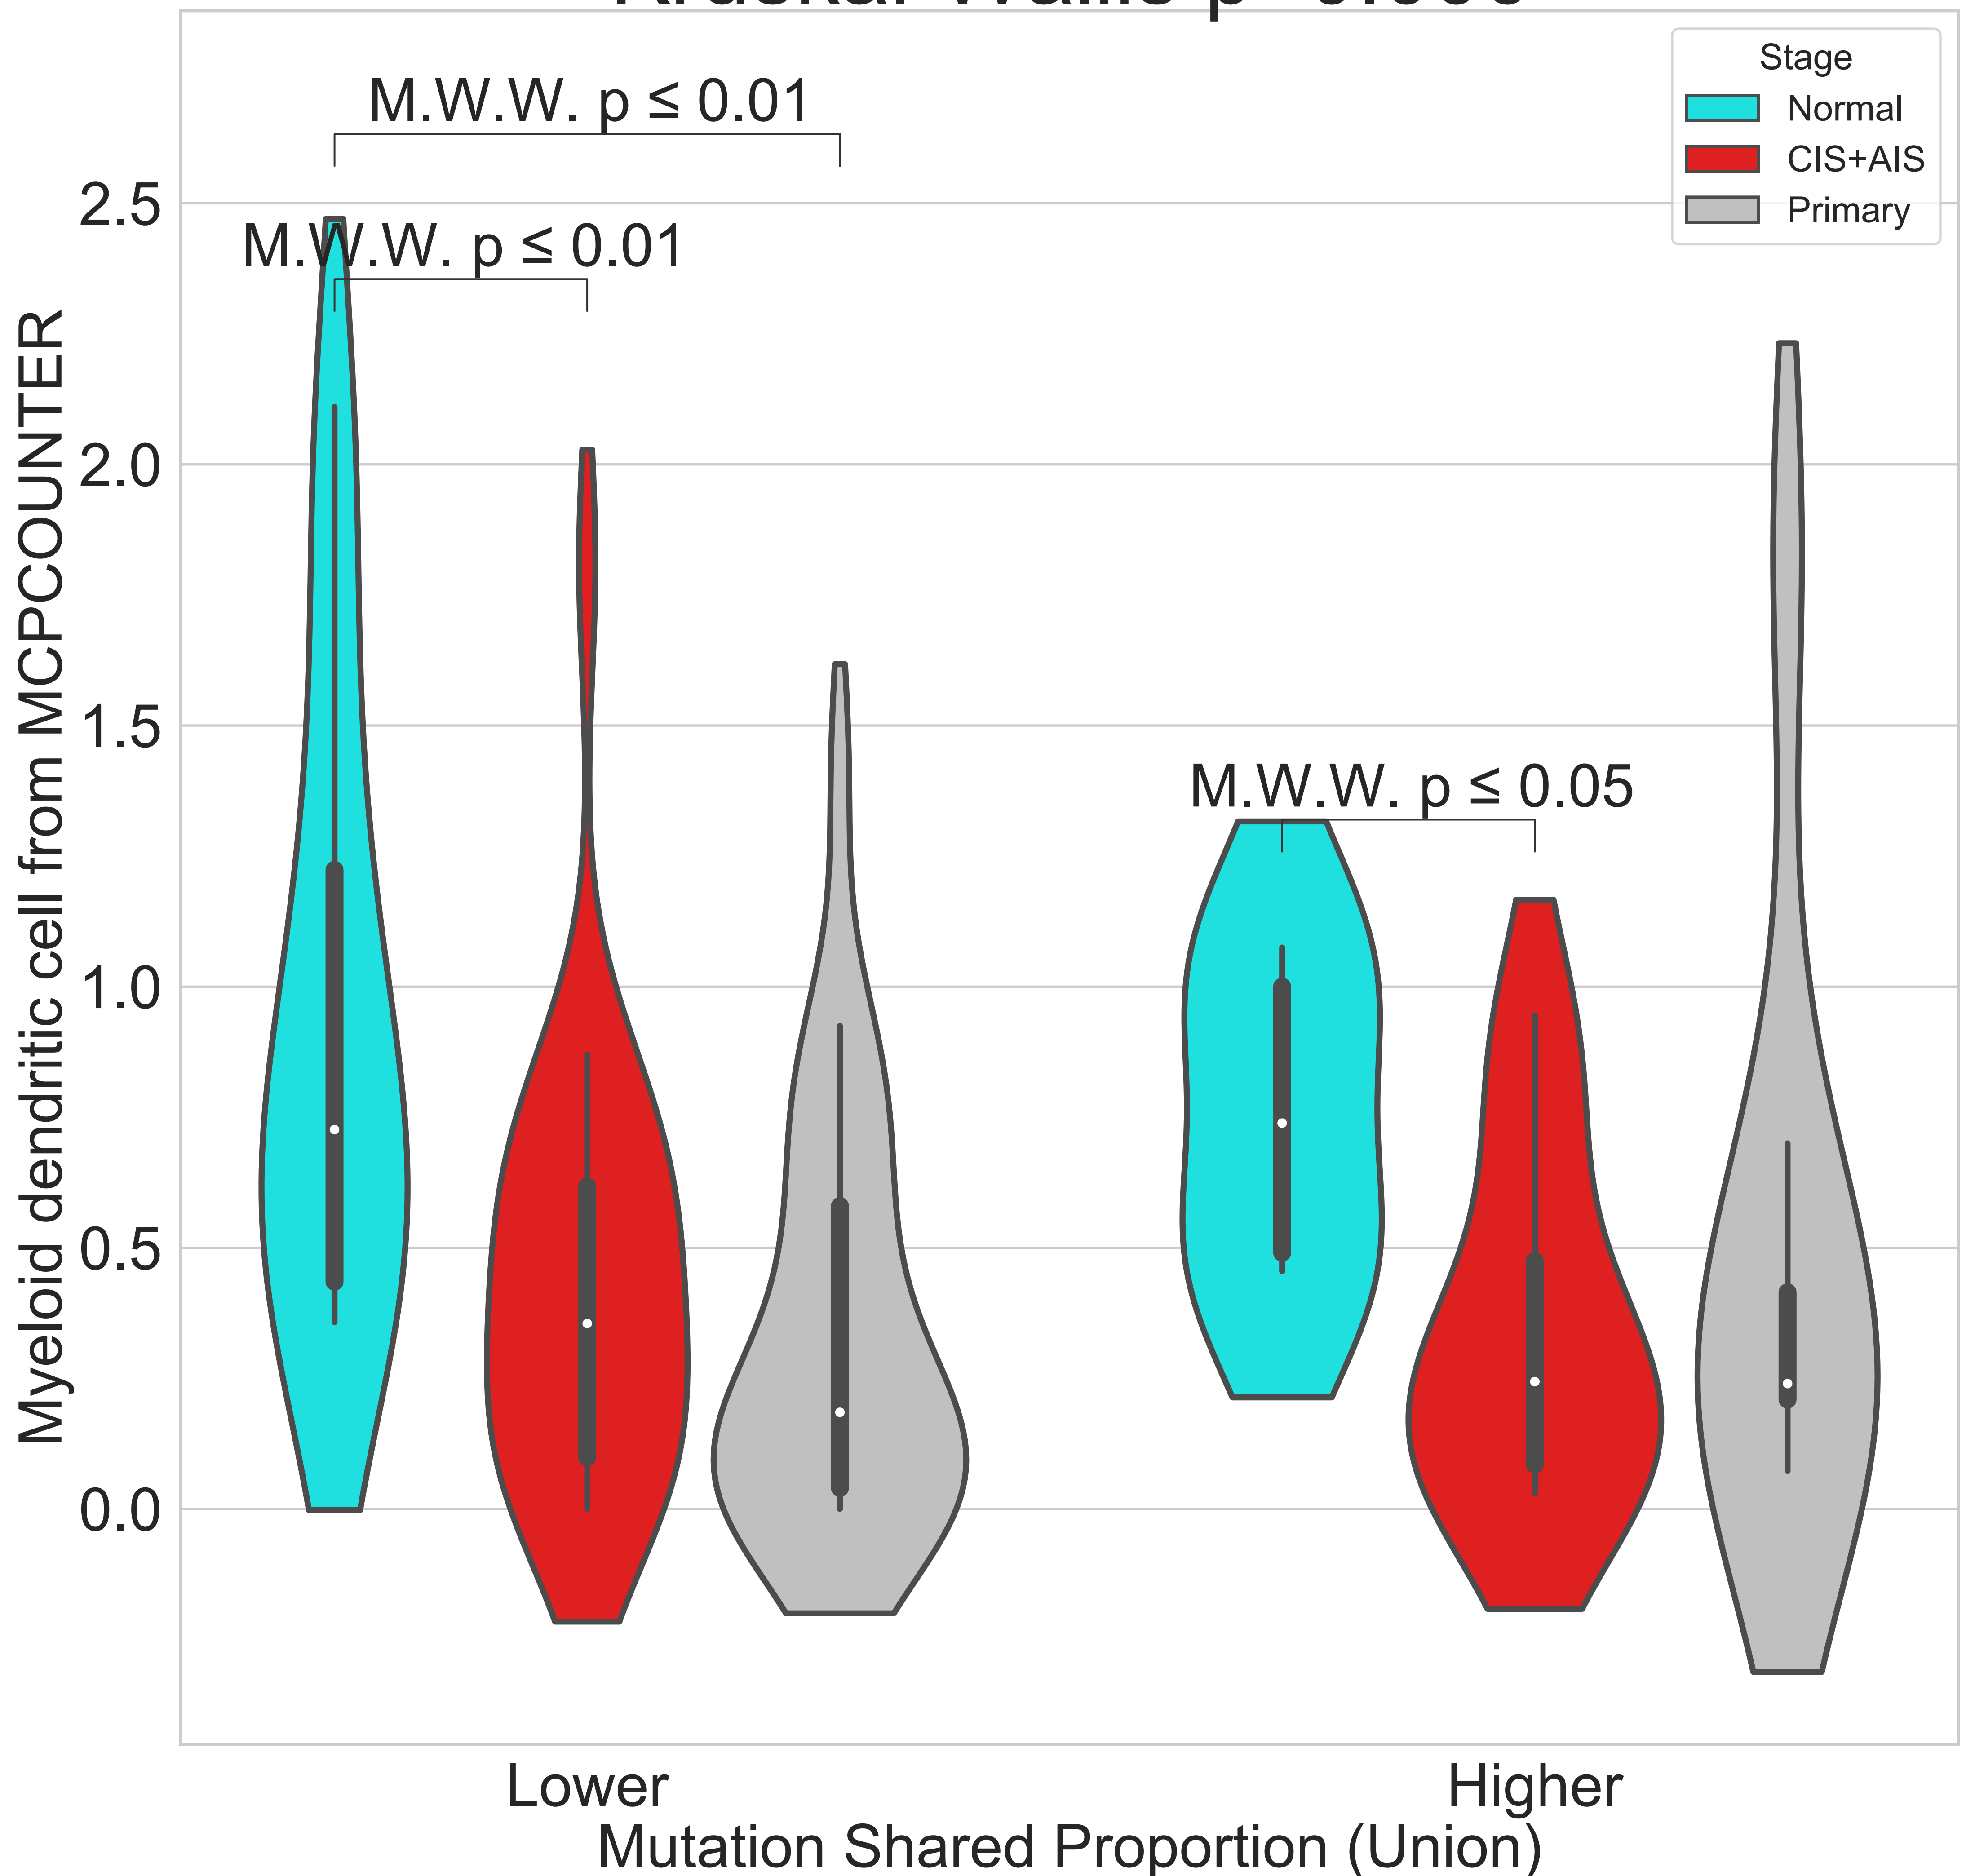 M.W.W. p ≤ 0.01
M.W.W. p ≤ 0.01
M.W.W. p ≤ 0.05
Stage
Normal
CIS+AIS
Primary
Myeloid dendritic cell from MCPCOUNTER
2.5
2.0
1.5
1.0
0.5
0.0
Lower
Higher
Mutation Shared Proportion (Union)